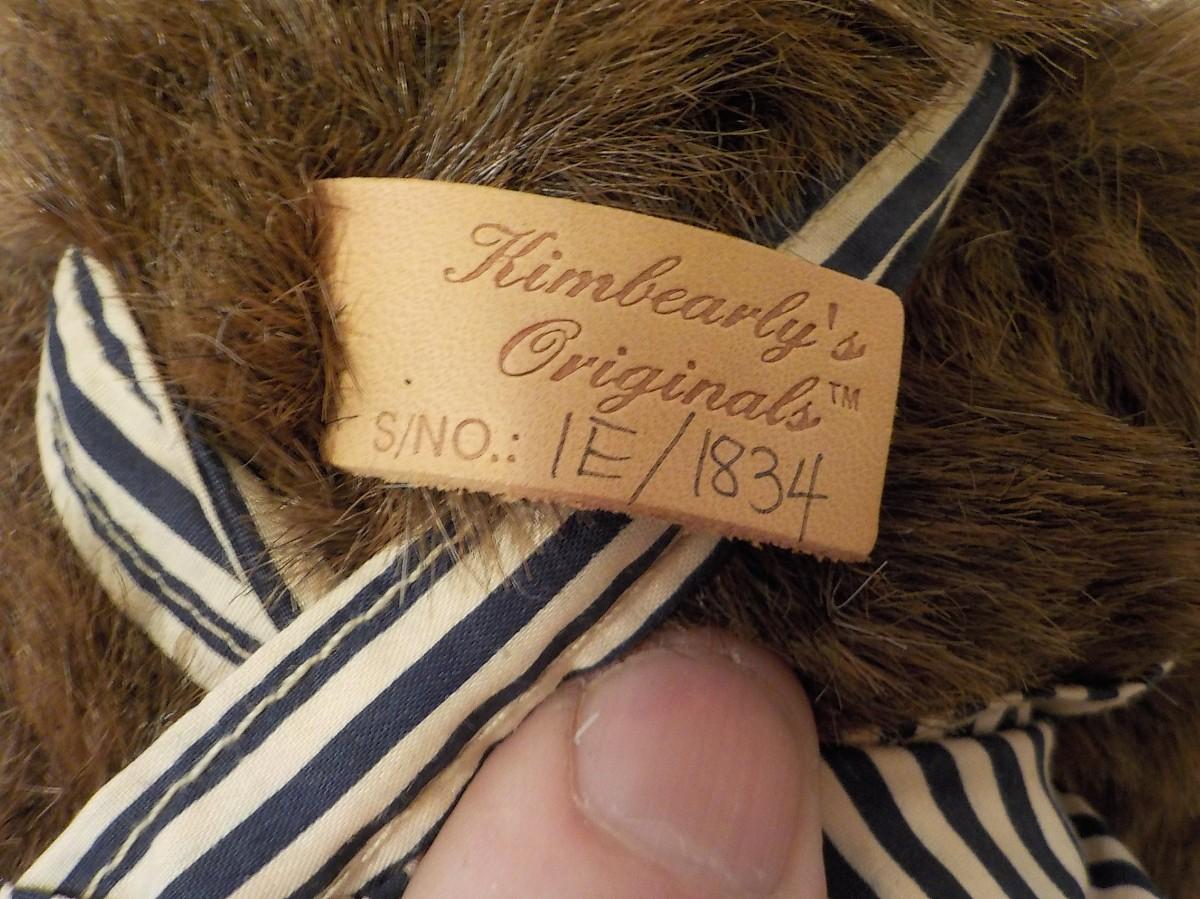 Kimbearly's
Originals™
S/NO.: 1E/1834